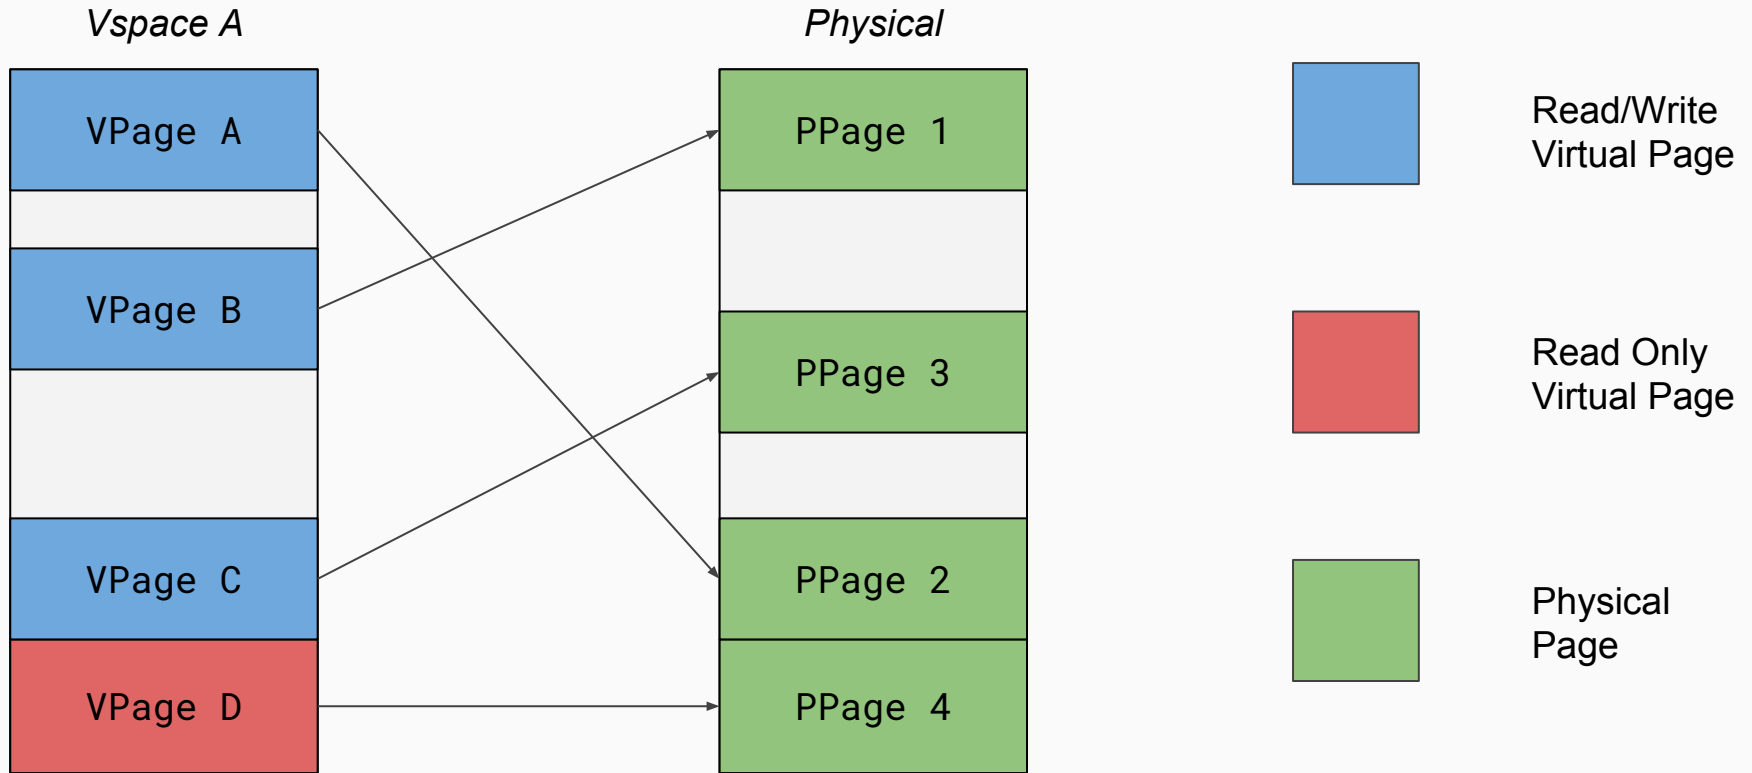 Vspace A
VPage A
VPage B
VPage C
VPage D
Physical
PPage 1
PPage 3
PPage 2
PPage 4
Read/Write
Virtual Page
Read Only
Virtual Page
Physical
Page